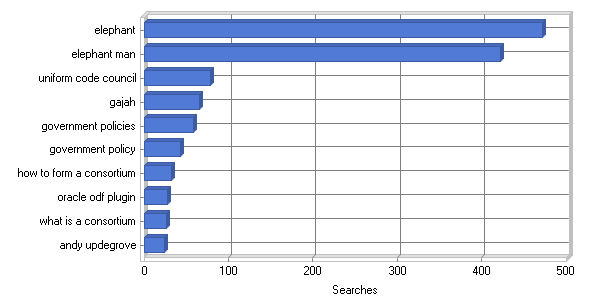 elephant
elephant man
uniform code council
gajah
government policies
government policy
how to form a consortium
oracle odf plugin
what is a consortium
andy updegrove
0 100 200 300 400 500
Searches